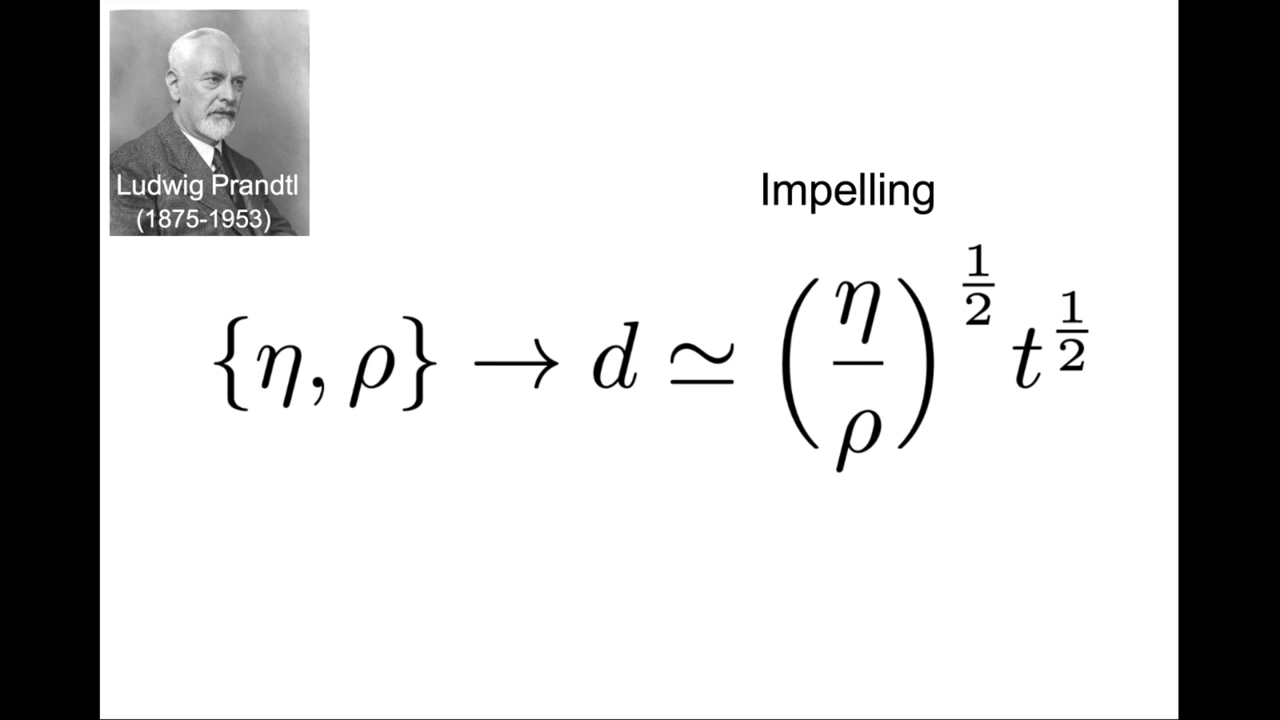 Ludwig Prandtl
(1875-1953)
Impelling
{η, ρ} → d ≃ (η/ρ)^{1/2} t^{1/2}